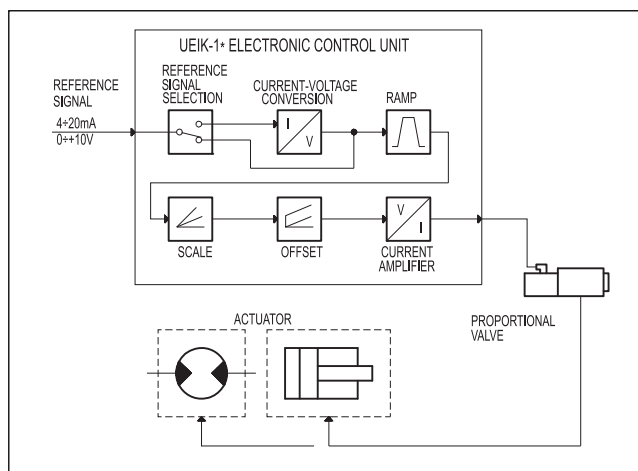 UEIK-1* ELECTRONIC CONTROL UNIT
REFERENCE
SIGNAL
4÷20mA
0÷+10V
REFERENCE
SIGNAL
SELECTION
CURRENT-VOLTAGE
CONVERSION
RAMP
I
V
SCALE
OFFSET
V
I
CURRENT
AMPLIFIER
PROPORTIONAL
VALVE
ACTUATOR